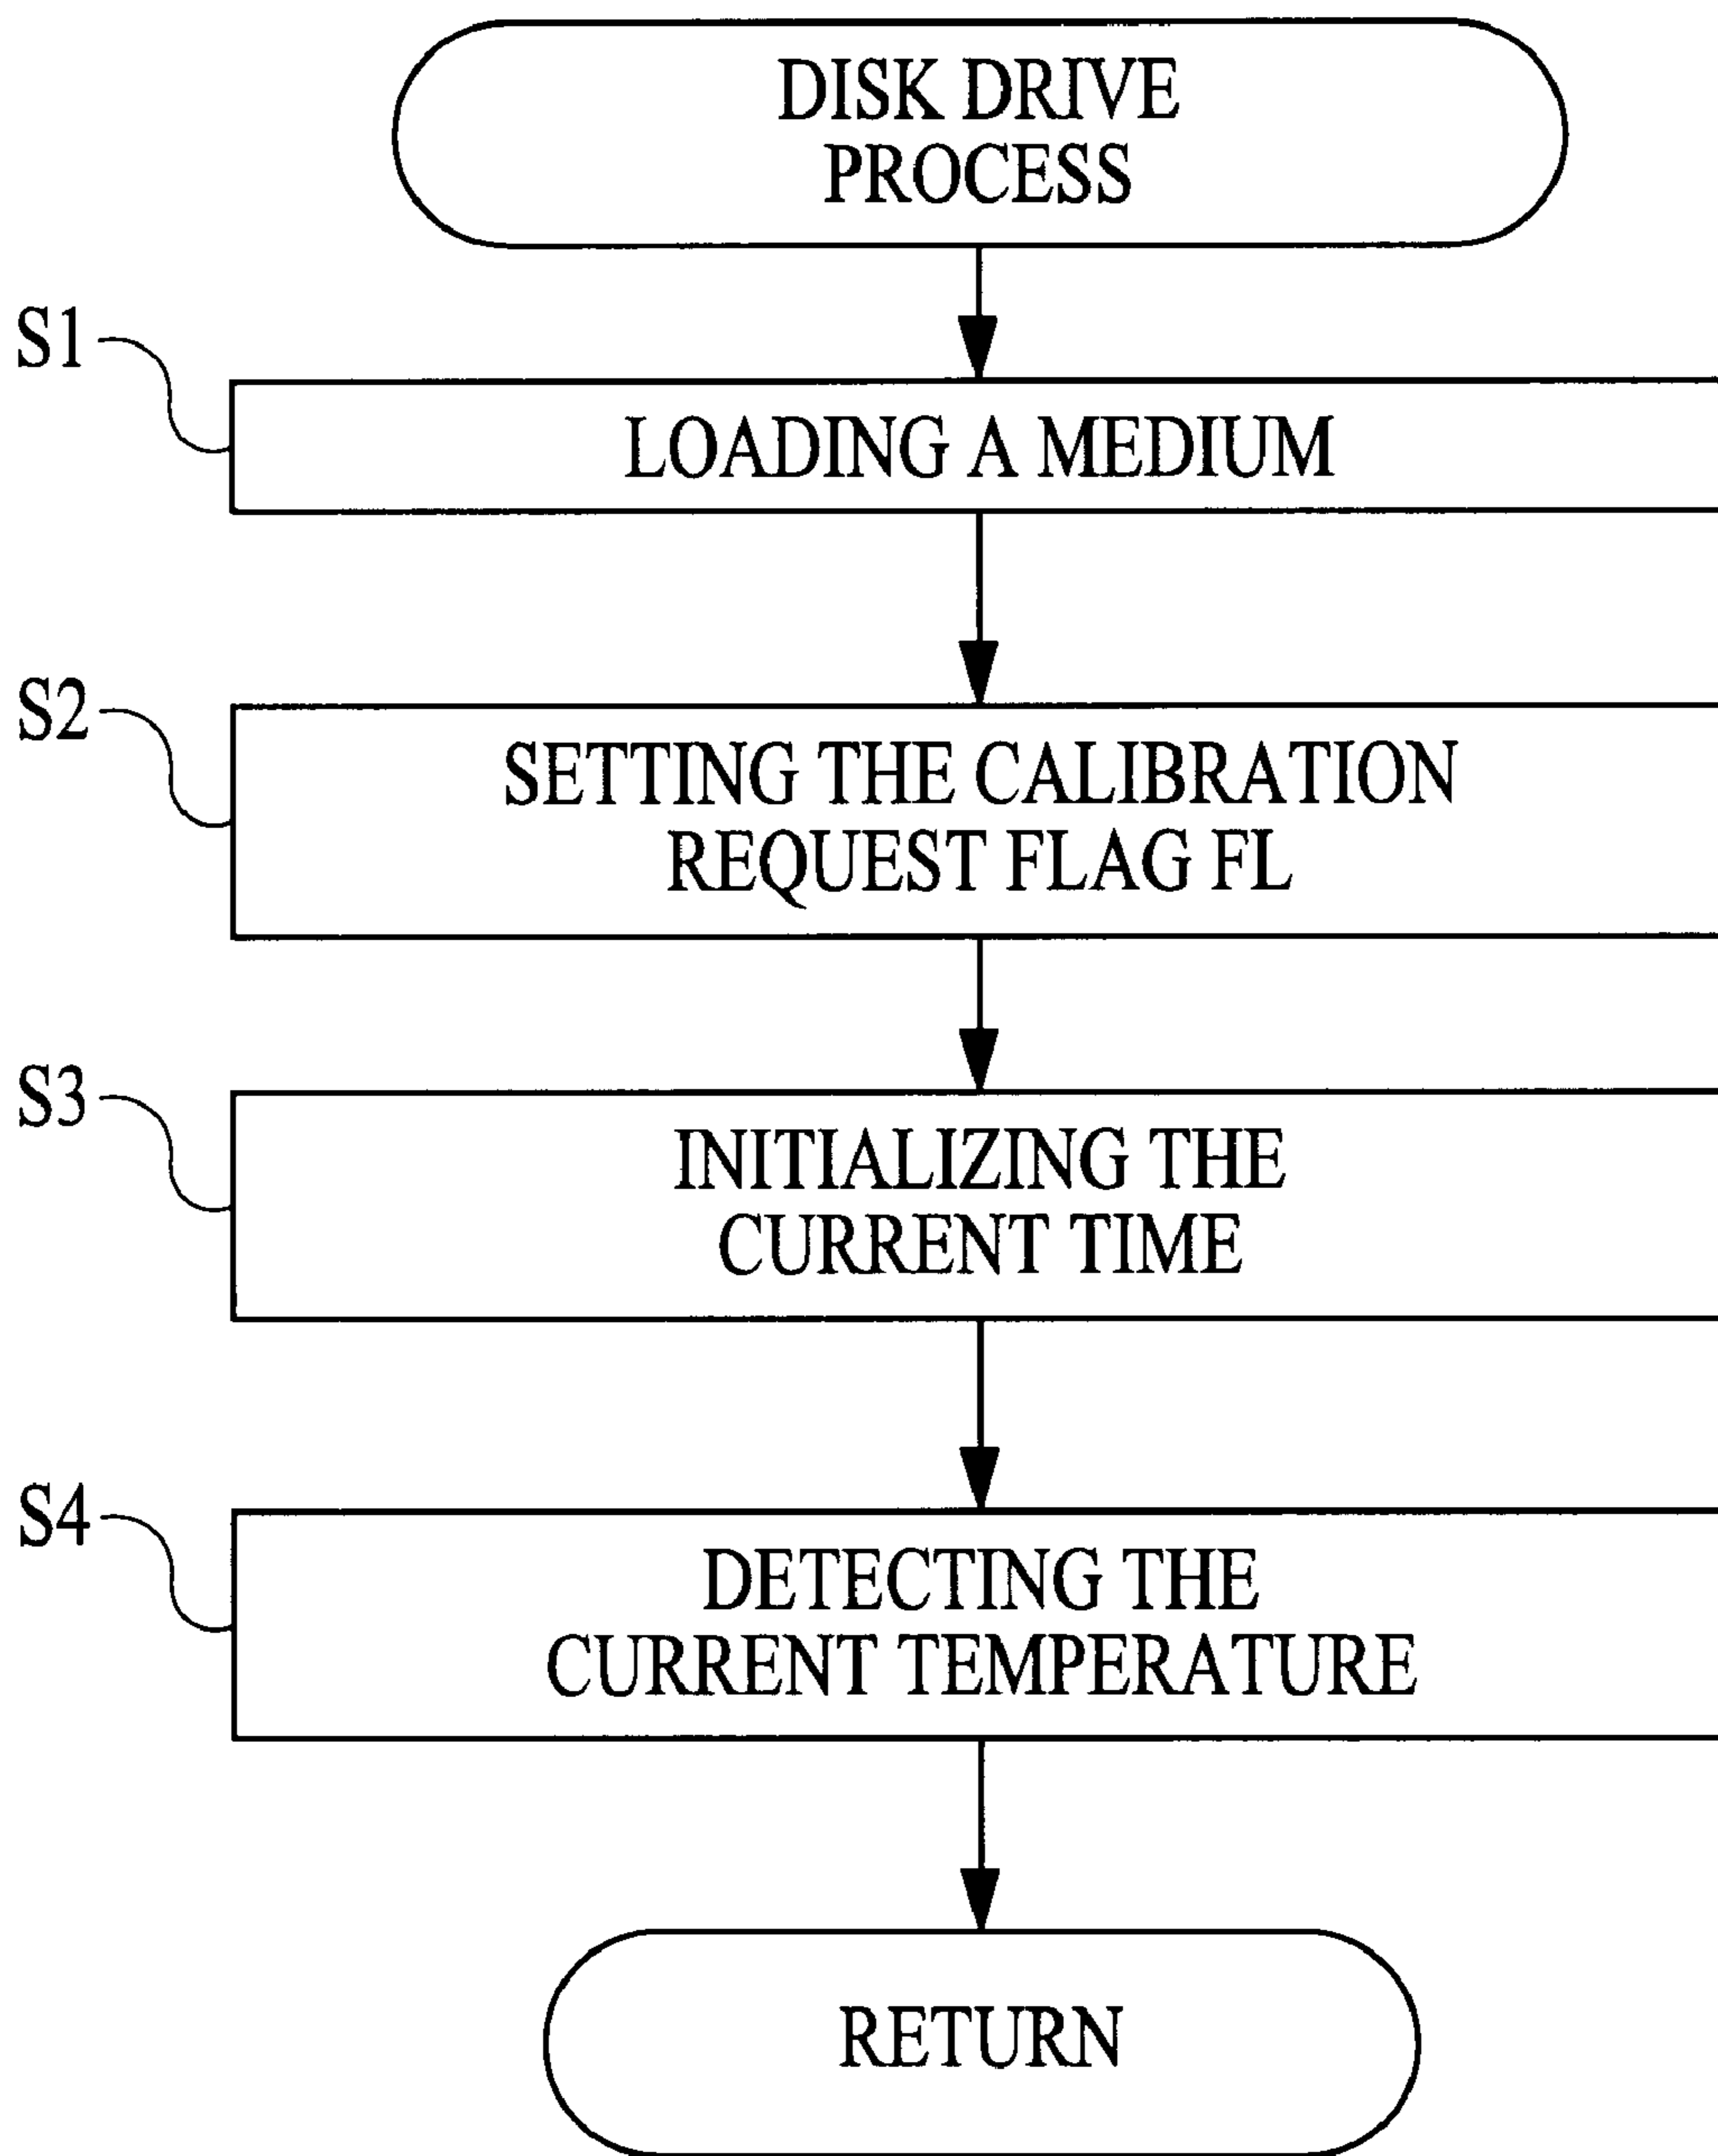 DISK DRIVE
PROCESS
S1
LOADING A MEDIUM
S2
SETTING THE CALIBRATION
REQUEST FLAG FL
S3
INITIALIZING THE
CURRENT TIME
S4
DETECTING THE
CURRENT TEMPERATURE
RETURN